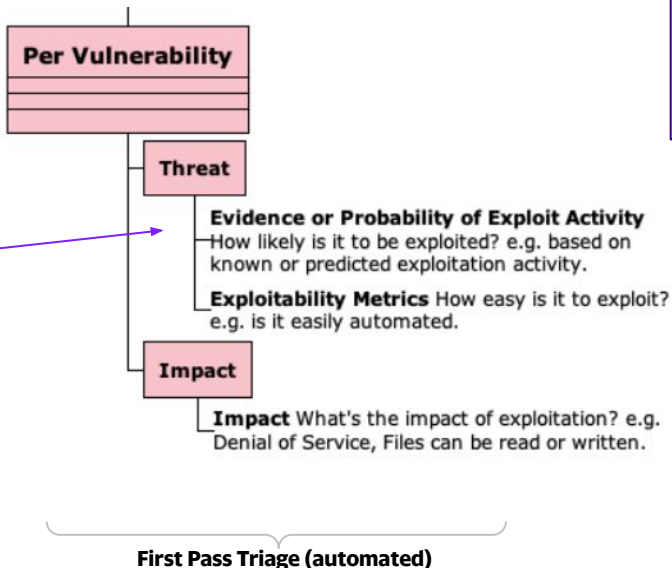 Per Vulnerability
Threat
Evidence or Probability of Exploit Activity
How likely is it to be exploited? e.g. based on
known or predicted exploitation activity.
Exploitability Metrics How easy is it to exploit?
e.g. is it easily automated.
Impact
Impact What's the impact of exploitation? e.g.
Denial of Service, Files can be read or written.
First Pass Triage (automated)